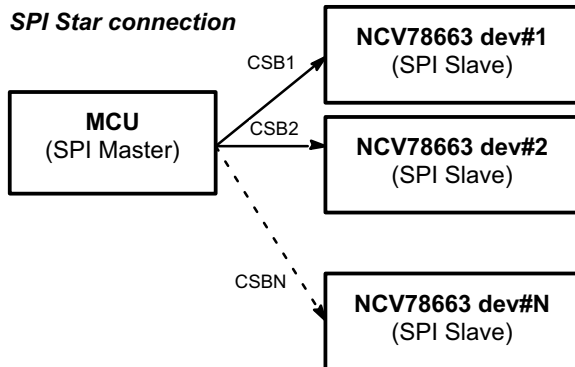 SPI Star connection
NCV78663 dev#1
(SPI Slave)
CSB1
MCU
(SPI Master)
CSB2
NCV78663 dev#2
(SPI Slave)
CSBN
NCV78663 dev#N
(SPI Slave)